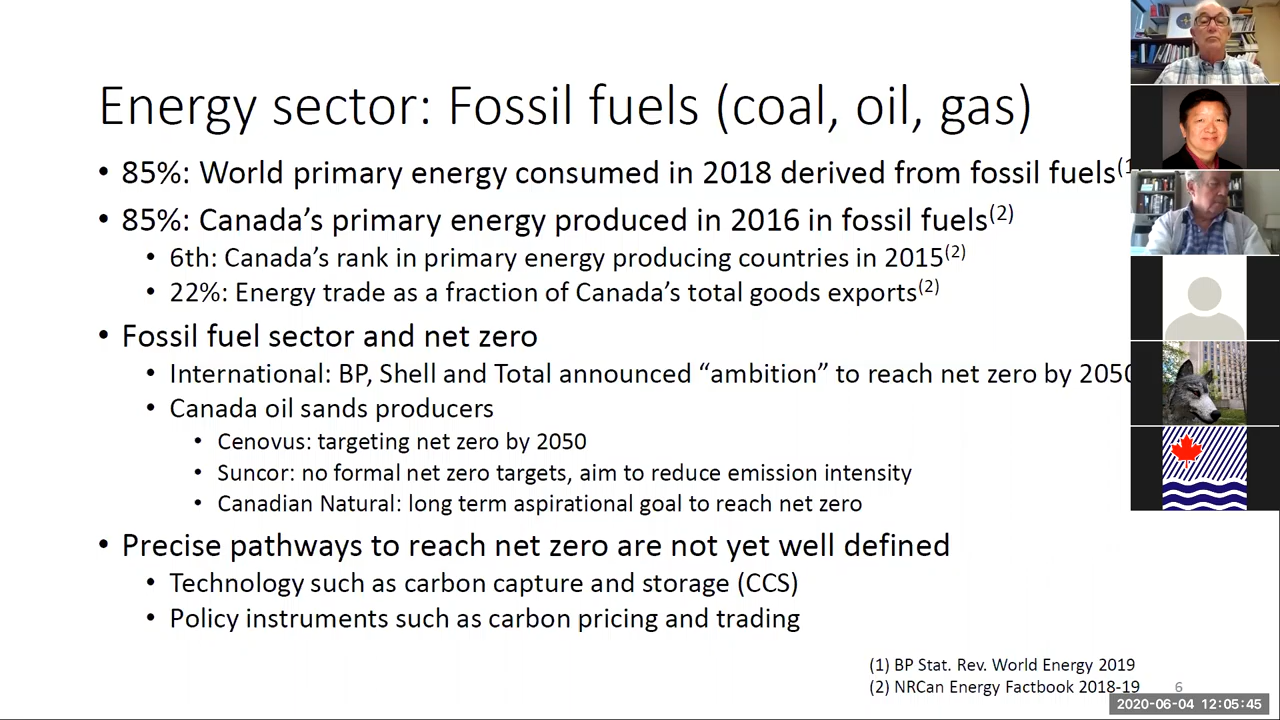 Energy sector: Fossil fuels (coal, oil, gas)
• 85%: World primary energy consumed in 2018 derived from fossil fuels(1
• 85%: Canada's primary energy produced in 2016 in fossil fuels(2)
• 6th: Canada's rank in primary energy producing countries in 2015(2)
• 22%: Energy trade as a fraction of Canada's total goods exports(2)
• Fossil fuel sector and net zero
• International: BP, Shell and Total announced “ambition” to reach net zero by 2050
• Canada oil sands producers
• Cenovus: targeting net zero by 2050
• Suncor: no formal net zero targets, aim to reduce emission intensity
• Canadian Natural: long term aspirational goal to reach net zero
• Precise pathways to reach net zero are not yet well defined
• Technology such as carbon capture and storage (CCS)
• Policy instruments such as carbon pricing and trading
(1) BP Stat. Rev. World Energy 2019
(2) NRCan Energy Factbook 2018-19
6
2020-06-04 12:05:45